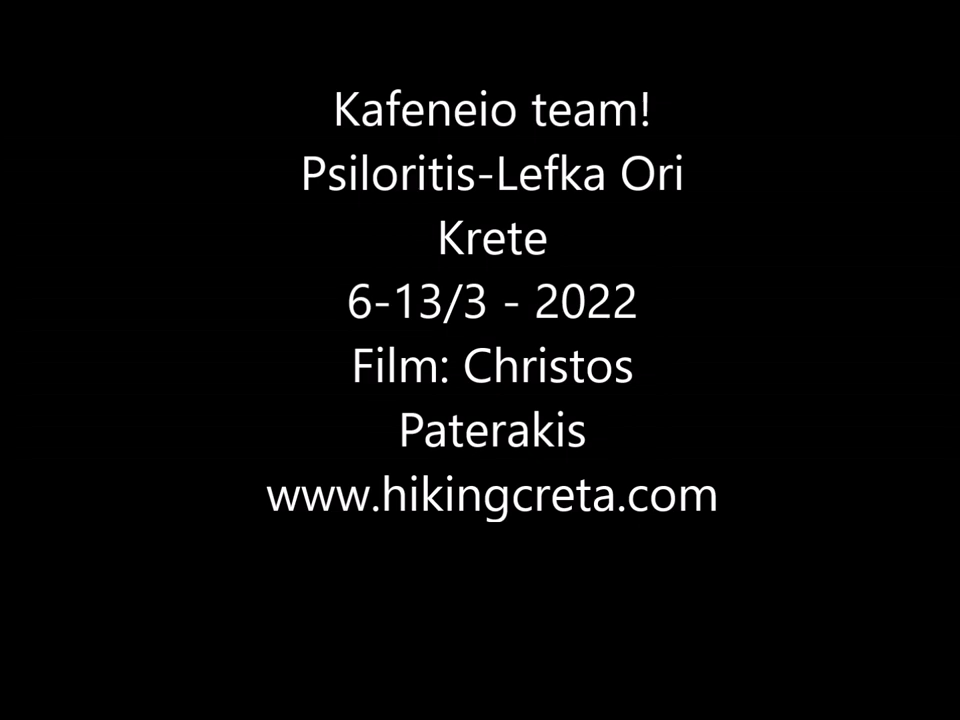 Kafeneio team!
Psiloritis-Lefka Ori
Krete
6-13/3 - 2022
Film: Christos
Paterakis
www.hikingcreta.com